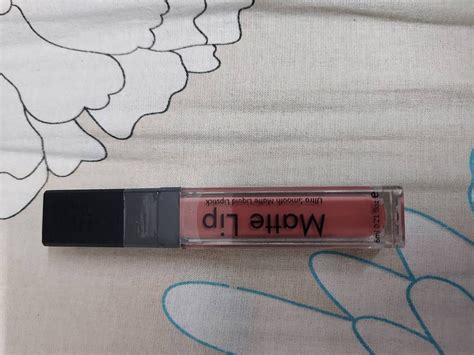 Matte Lip
Ultra Smooth Matte Liquid Lipstick